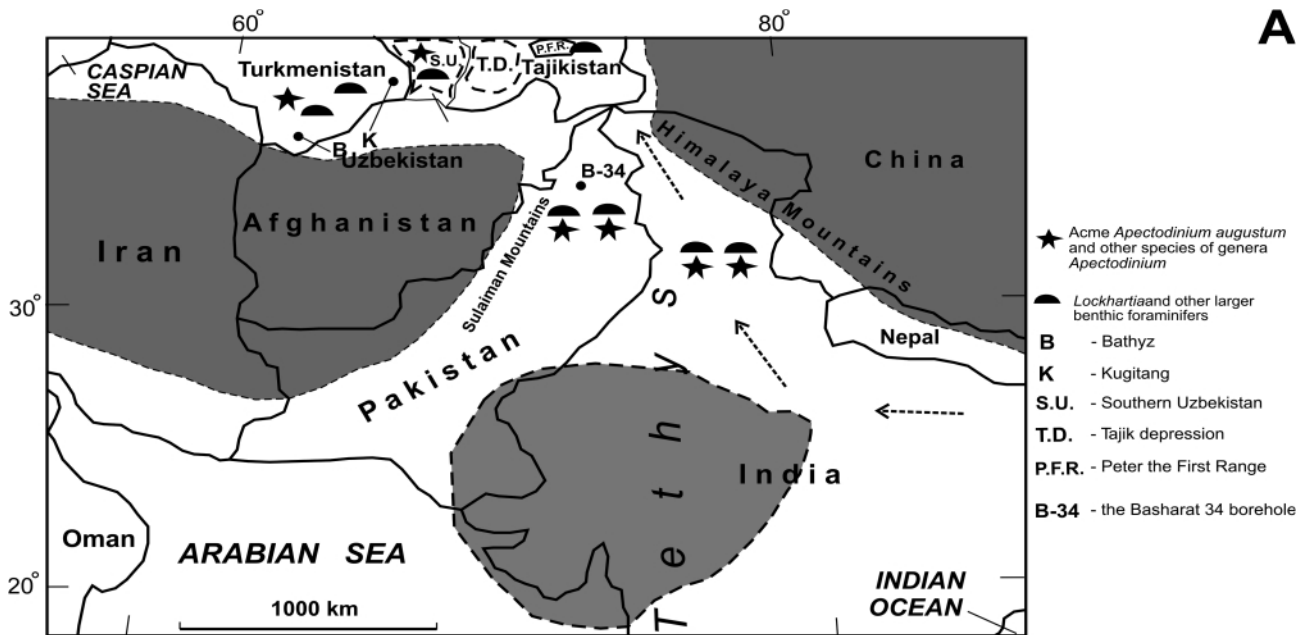 A
60°
80°
CASPIAN
SEA
Turkmenistan
S.U.
T.D.
P.F.R.
Tajikistan
B
K
Uzbekistan
B-34
Himalaya Mountains
China
Iran
Afghanistan
Sulaiman Mountains
30°
Pakistan
Nepal
Tethys
India
Oman
ARABIAN SEA
20°
1000 km
INDIAN
OCEAN
Acme Apectodinium augustum
and other species of genera
Apectodinium
Lockhartiaand other larger
benthic foraminifers
B - Bathyz
K - Kugitang
S.U. - Southern Uzbekistan
T.D. - Tajik depression
P.F.R. - Peter the First Range
B-34 - the Basharat 34 borehole